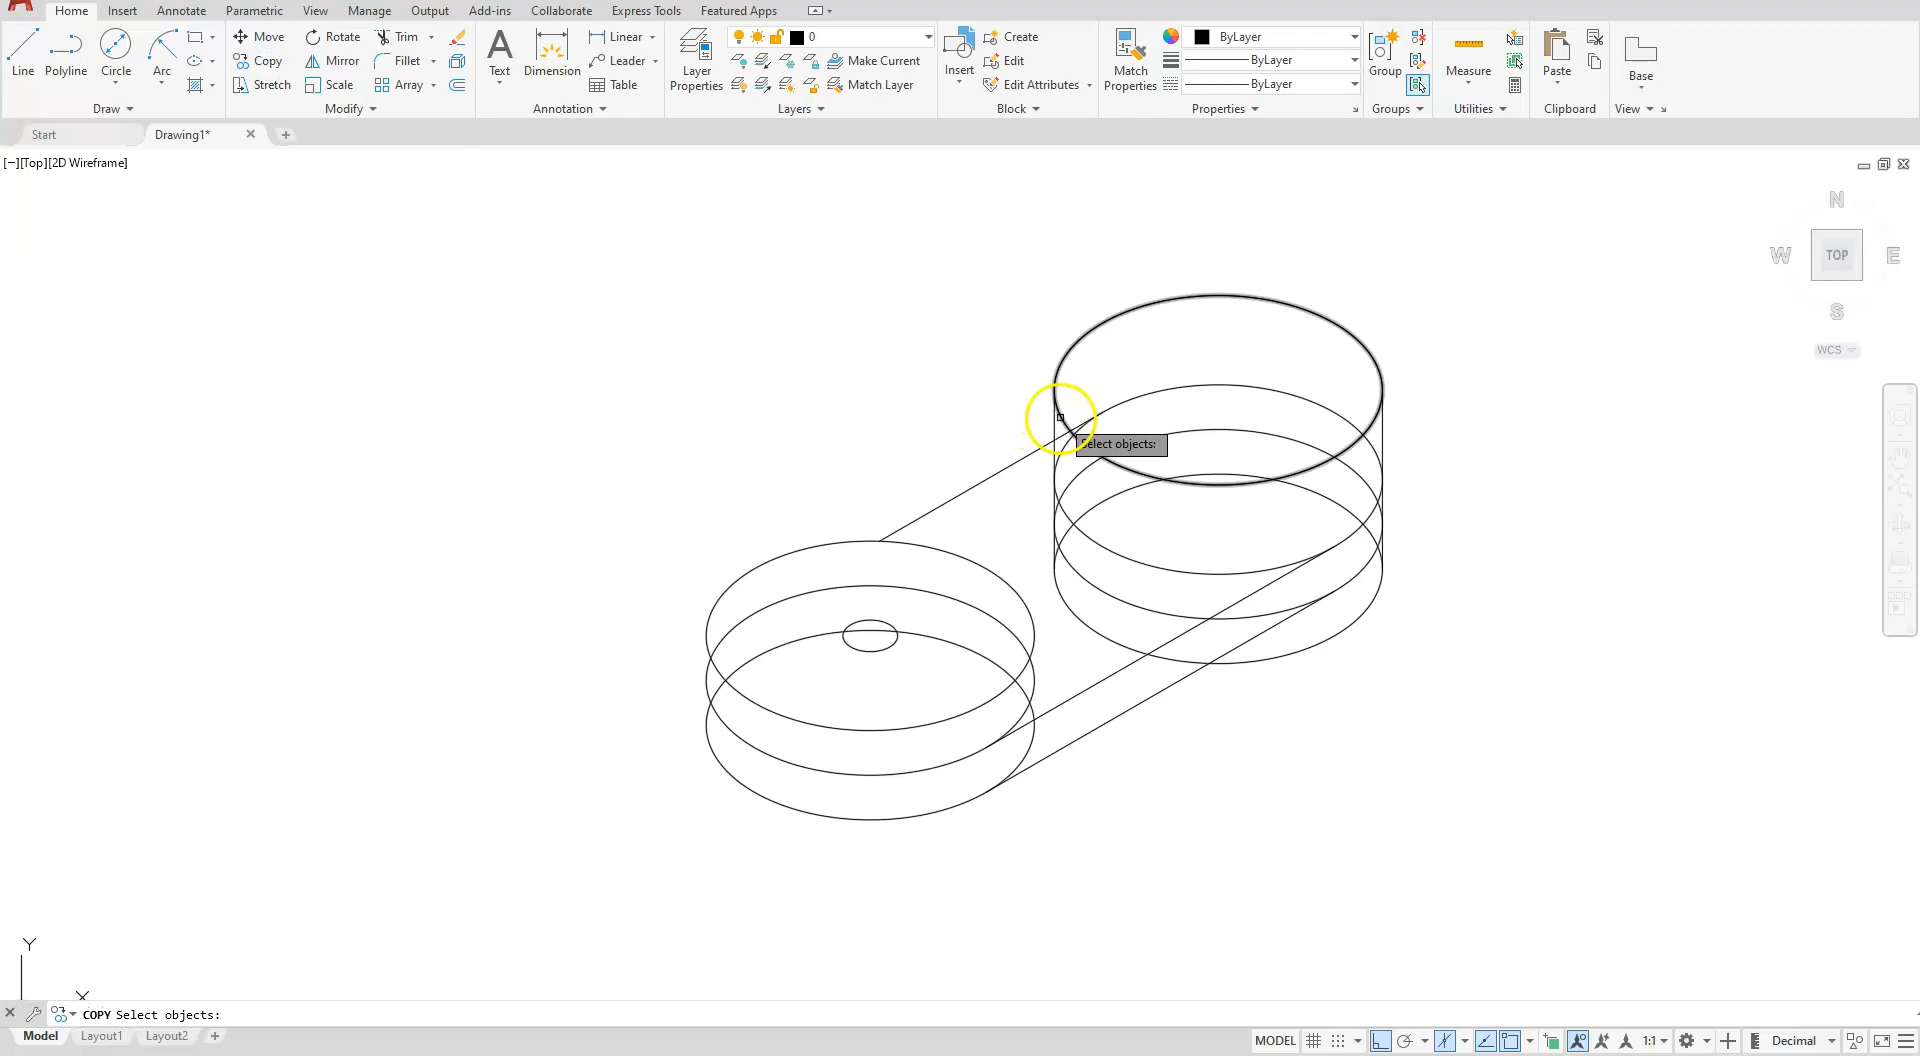 Home Insert Annotate Parametric View Manage Output Add-ins Collaborate Express Tools Featured Apps
Move Rotate Trim Linear 0 Create ByLayer
Line Polyline Circle Arc Copy Mirror Fillet Text Dimension Leader Layer Properties Make Current Insert Edit Match Properties ByLayer Group Measure Paste Base
Stretch Scale Array Table Match Layer Edit Attributes ByLayer
Draw Modify Annotation Layers Block Properties Groups Utilities Clipboard View
Start Drawing1*
[−][Top][2D Wireframe]
N
W TOP E
S
WCS
Select objects:
Y
X
COPY Select objects:
Model Layout1 Layout2 MODEL 1:1 Decimal